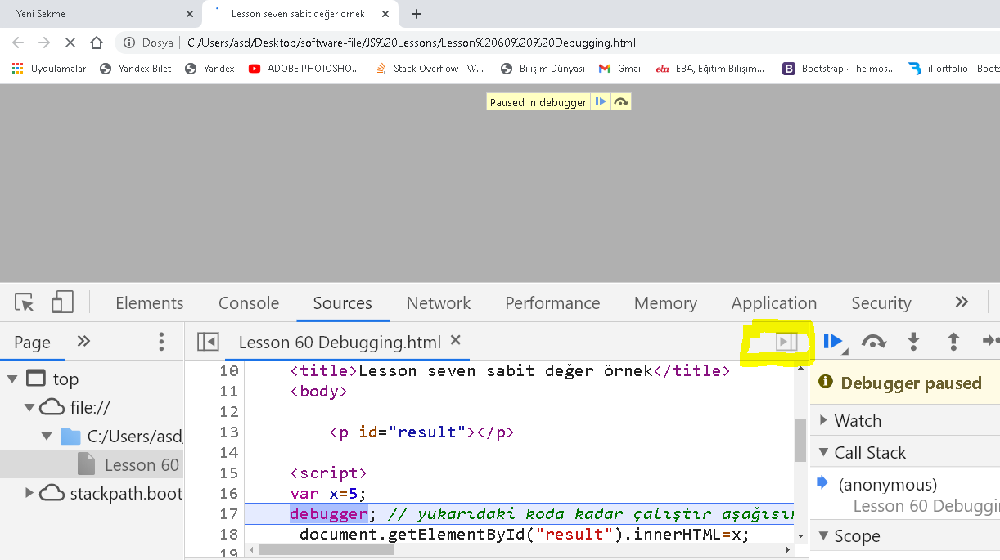 Yeni Sekme
Lesson seven sabit değer örnek
Dosya C:/Users/asd/Desktop/software-file/JS%20Lessons/Lesson%2060%20%20Debugging.html
Uygulamalar Yandex.Bilet Yandex ADOBE PHOTOSHO... Stack Overflow - W... Bilişim Dünyası Gmail eba EBA, Eğitim Bilişim... B Bootstrap · The mos... iPortfolio - Boots
Paused in debugger
Elements Console Sources Network Performance Memory Application Security
Page
Lesson 60 Debugging.html
top
file://
C:/Users/asd
Lesson 60
stackpath.boot
10 <title>Lesson seven sabit değer örnek</title>
11 <body>
12
13 <p id="result"></p>
14
15 <script>
16 var x=5;
17 debugger; // yukarıdaki koda kadar çalıştır aşağısın
18 document.getElementById("result").innerHTML=x;
19
Debugger paused
Watch
Call Stack
(anonymous)
Lesson 60 Debuggin
Scope